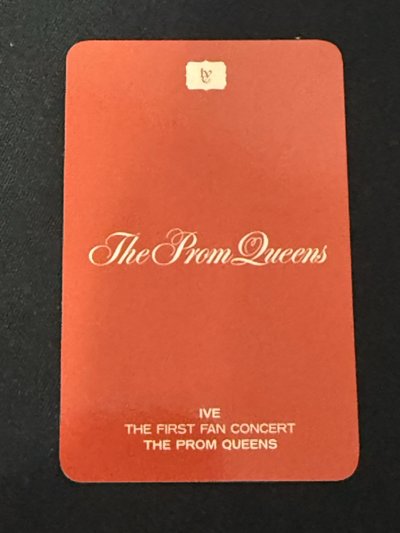 The Prom Queens
IVE
THE FIRST FAN CONCERT
THE PROM QUEENS